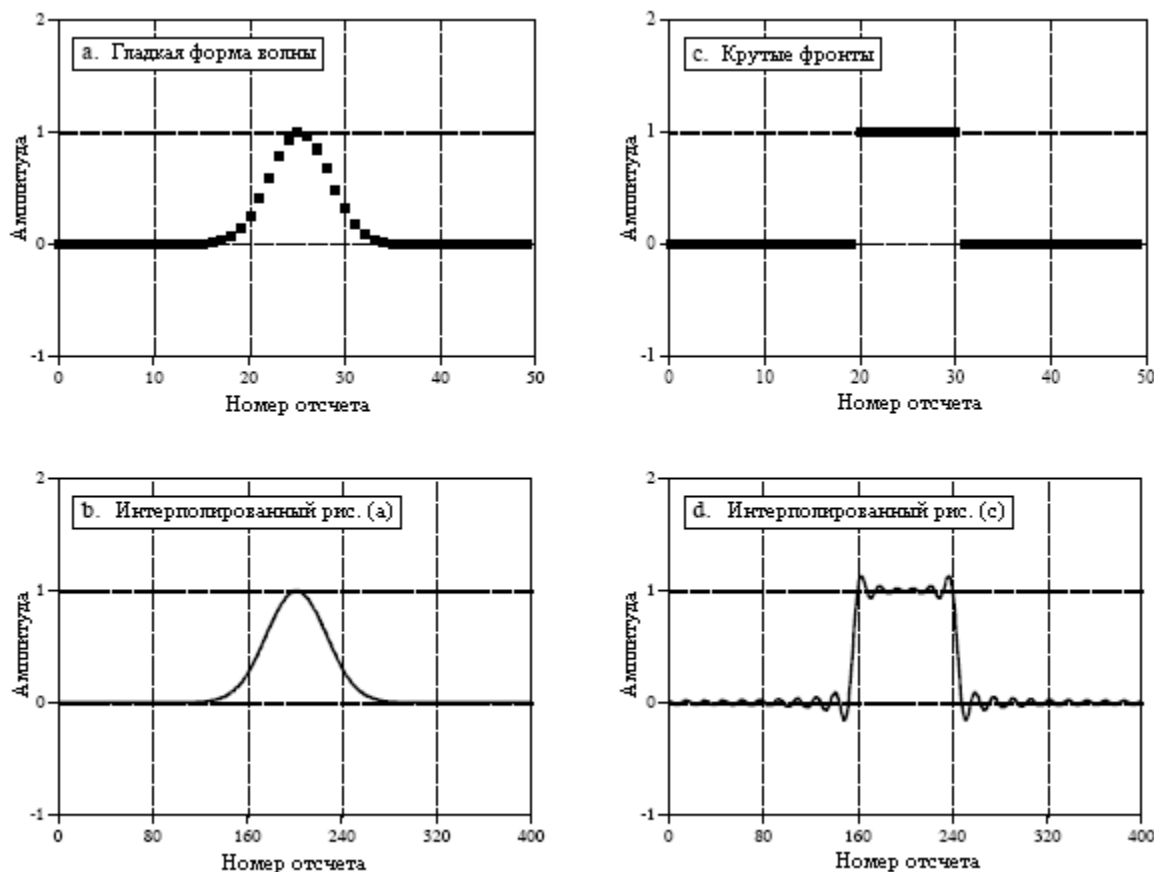 a. Гладкая форма волны
Амплитуда
2
1
0
-1
0 10 20 30 40 50
Номер отсчета
c. Крутые фронты
Амплитуда
2
1
0
-1
0 10 20 30 40 50
Номер отсчета
b. Интерполированный рис. (a)
Амплитуда
2
1
0
-1
0 80 160 240 320 400
Номер отсчета
d. Интерполированный рис. (c)
Амплитуда
2
1
0
-1
0 80 160 240 320 400
Номер отсчета